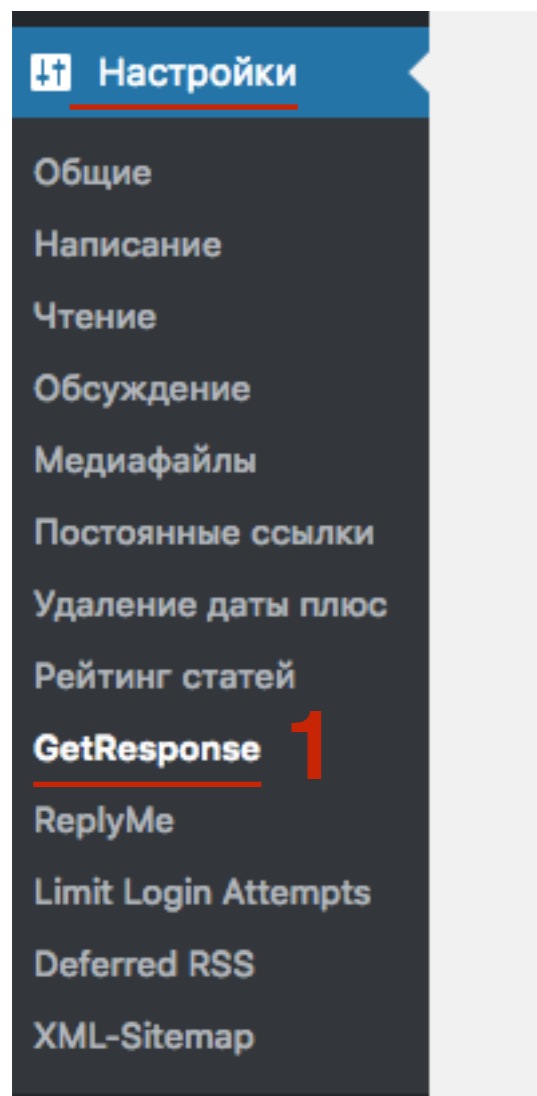 Настройки
Общие
Написание
Чтение
Обсуждение
Медиафайлы
Постоянные ссылки
Удаление даты плюс
Рейтинг статей
GetResponse 1
ReplyMe
Limit Login Attempts
Deferred RSS
XML-Sitemap